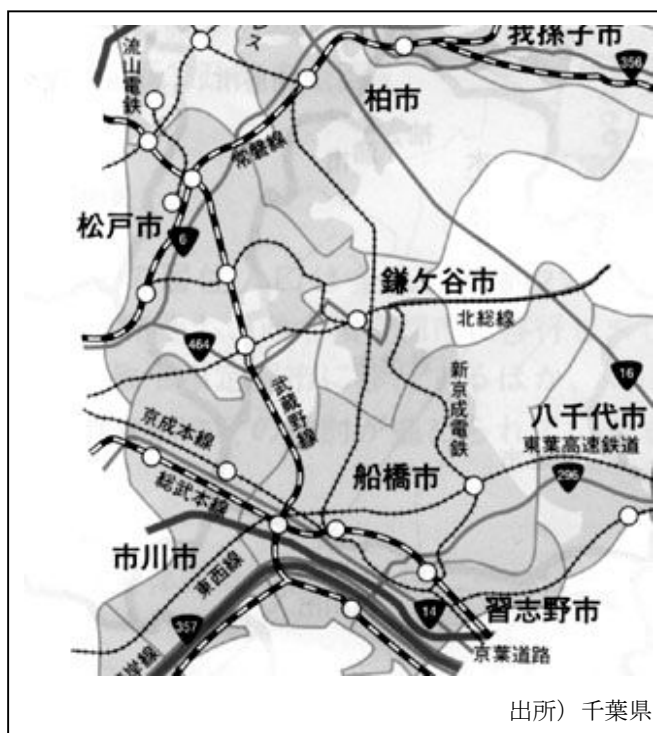 流山電鉄
レス
我孫子市
356
柏市
常磐線
松戸市
6
鎌ケ谷市
北総線
464
新京成電鉄
16
武蔵野線
八千代市
東葉高速鉄道
京成本線
296
船橋市
総武本線
市川市
東西線
14
習志野市
357
京葉道路
岸線
出所）千葉県